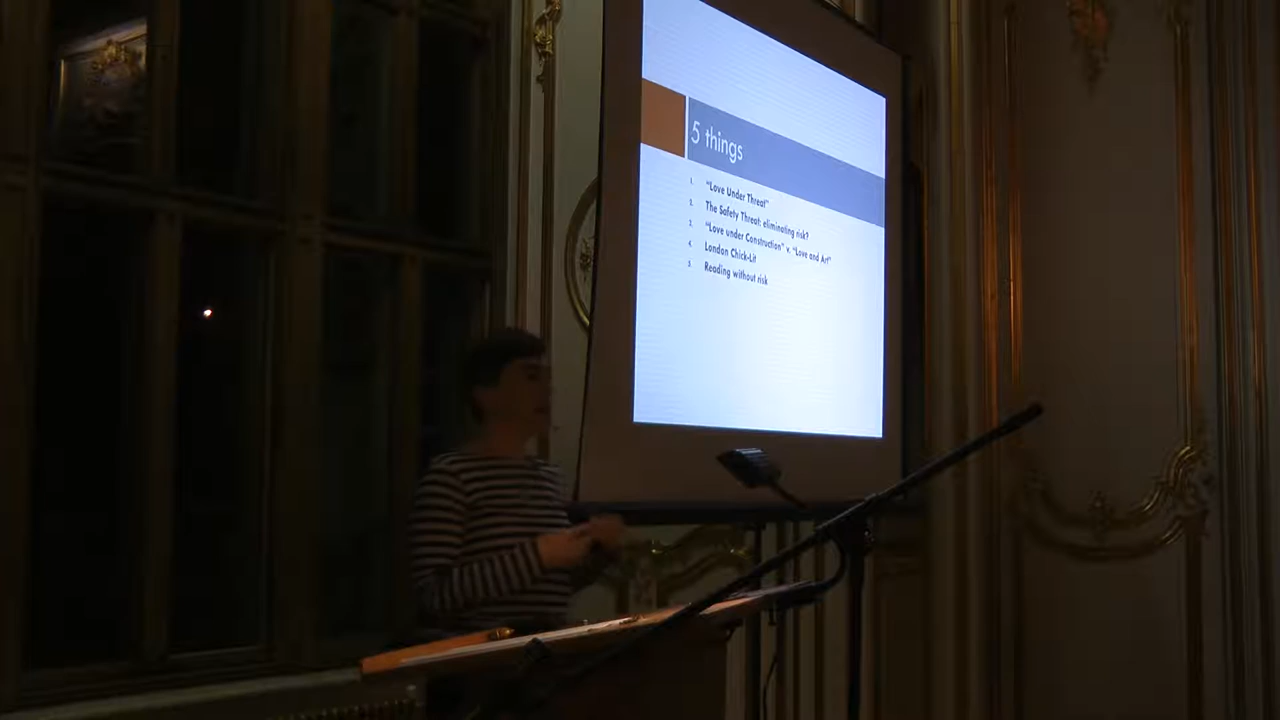 5 things
1. "Love Under Threat"
2. The Safety Threat: eliminating risk?
3. "Love under Construction" v. "Love and Art"
4. London Chick-Lit
5. Reading without risk